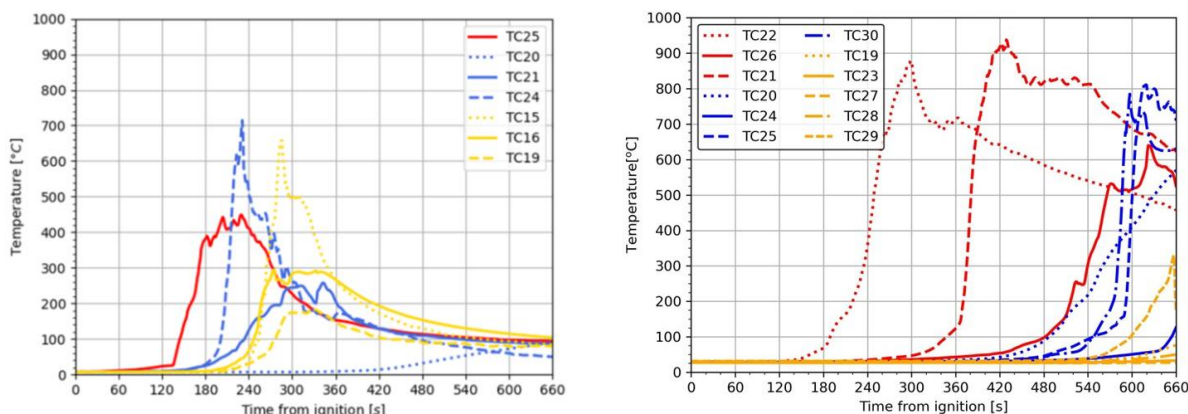 1000
900
800
700
600
500
400
300
200
100
0
Temperature [°C]
TC25
TC20
TC21
TC24
TC15
TC16
TC19
0 60 120 180 240 300 360 420 480 540 600 660
Time from ignition [s]
1000
900
800
700
600
500
400
300
200
100
0
Temperature[°C]
TC22 TC30
TC26 TC19
TC21 TC23
TC20 TC27
TC24 TC28
TC25 TC29
0 60 120 180 240 300 360 420 480 540 600 660
Time from ignition [s]